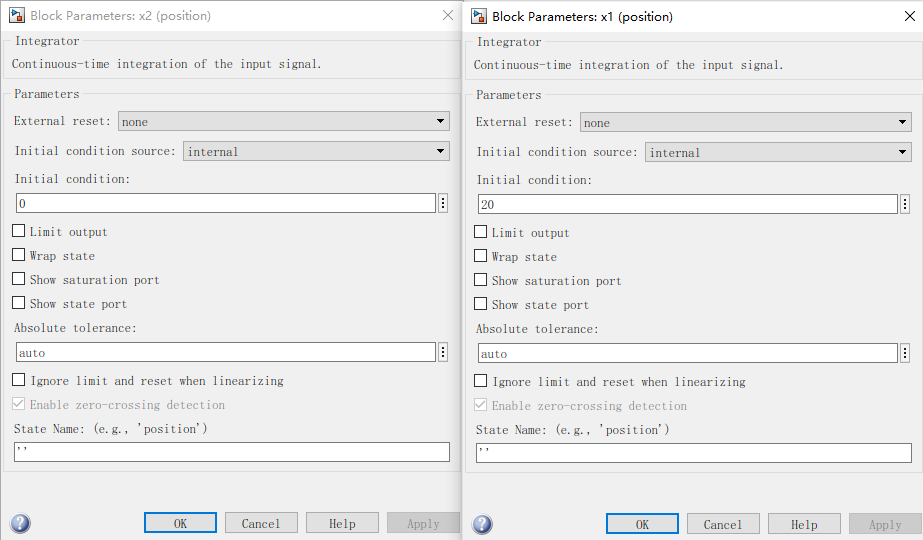 Block Parameters: x2 (position)
Integrator
Continuous-time integration of the input signal.
Parameters
External reset: none
Initial condition source: internal
Initial condition:
0
Limit output
Wrap state
Show saturation port
Show state port
Absolute tolerance:
auto
Ignore limit and reset when linearizing
Enable zero-crossing detection
State Name: (e.g., 'position')
''
? OK Cancel Help Apply
Block Parameters: x1 (position)
Integrator
Continuous-time integration of the input signal.
Parameters
External reset: none
Initial condition source: internal
Initial condition:
20
Limit output
Wrap state
Show saturation port
Show state port
Absolute tolerance:
auto
Ignore limit and reset when linearizing
Enable zero-crossing detection
State Name: (e.g., 'position')
''
? OK Cancel Help Apply